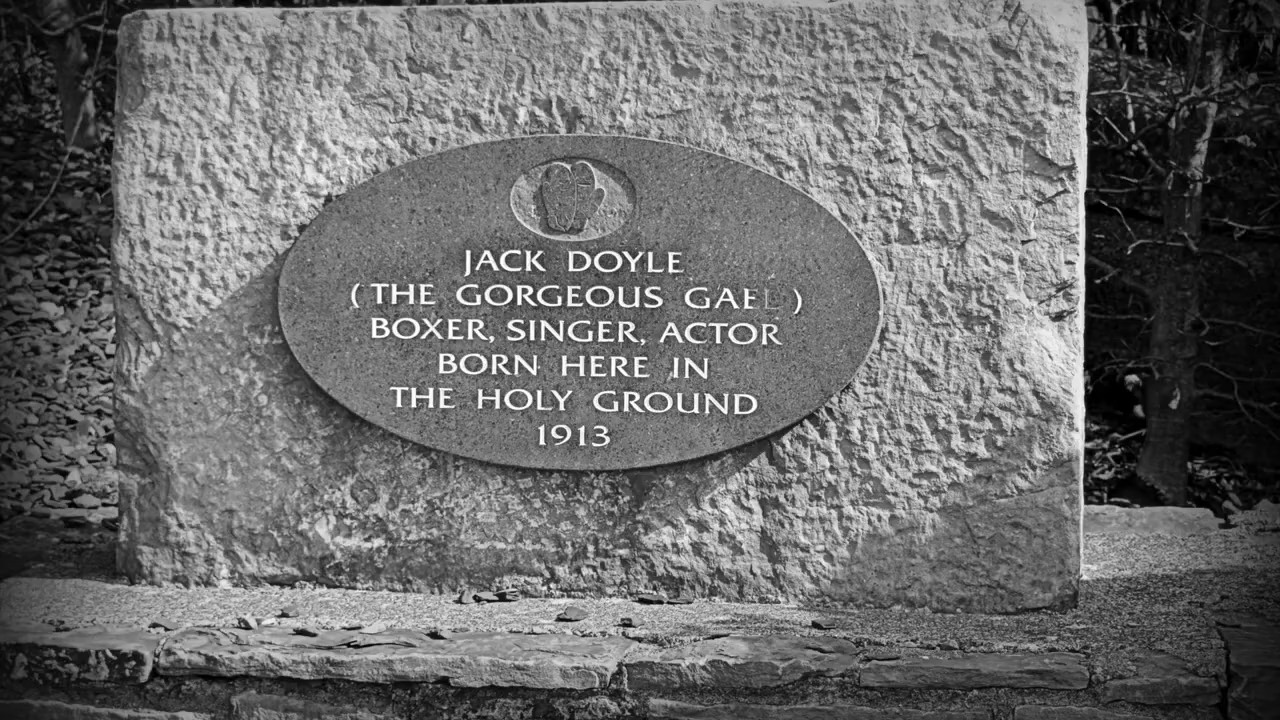 JACK DOYLE
(THE GORGEOUS GAEL)
BOXER, SINGER, ACTOR
BORN HERE IN
THE HOLY GROUND
1913